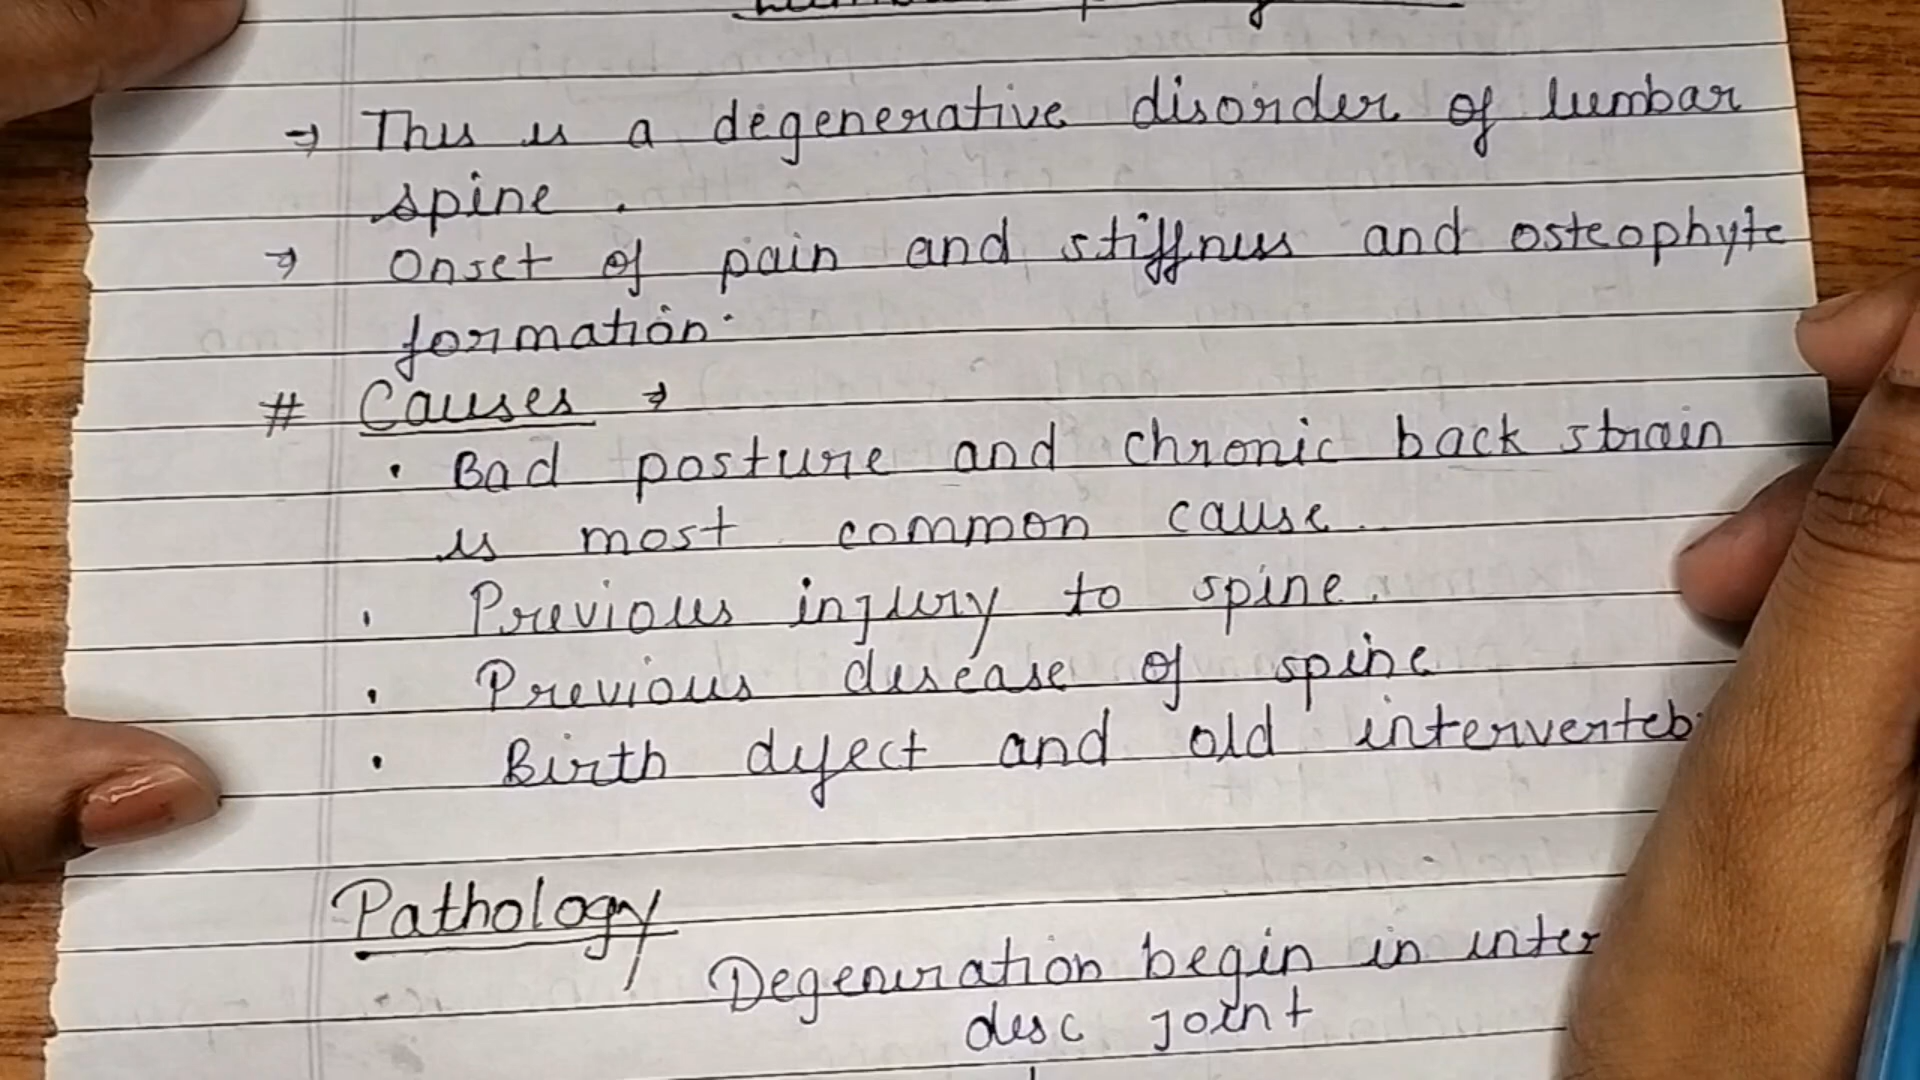 → This is a degenerative disorder of lumbar
spine.
→ Onset of pain and stiffness and osteophyte
formation.
# Causes →
• Bad posture and chronic back strain
is most common cause.
• Previous injury to spine.
• Previous disease of spine
• Birth defect and old interverteb
Pathology
Degeneration begin in inter
disc joint